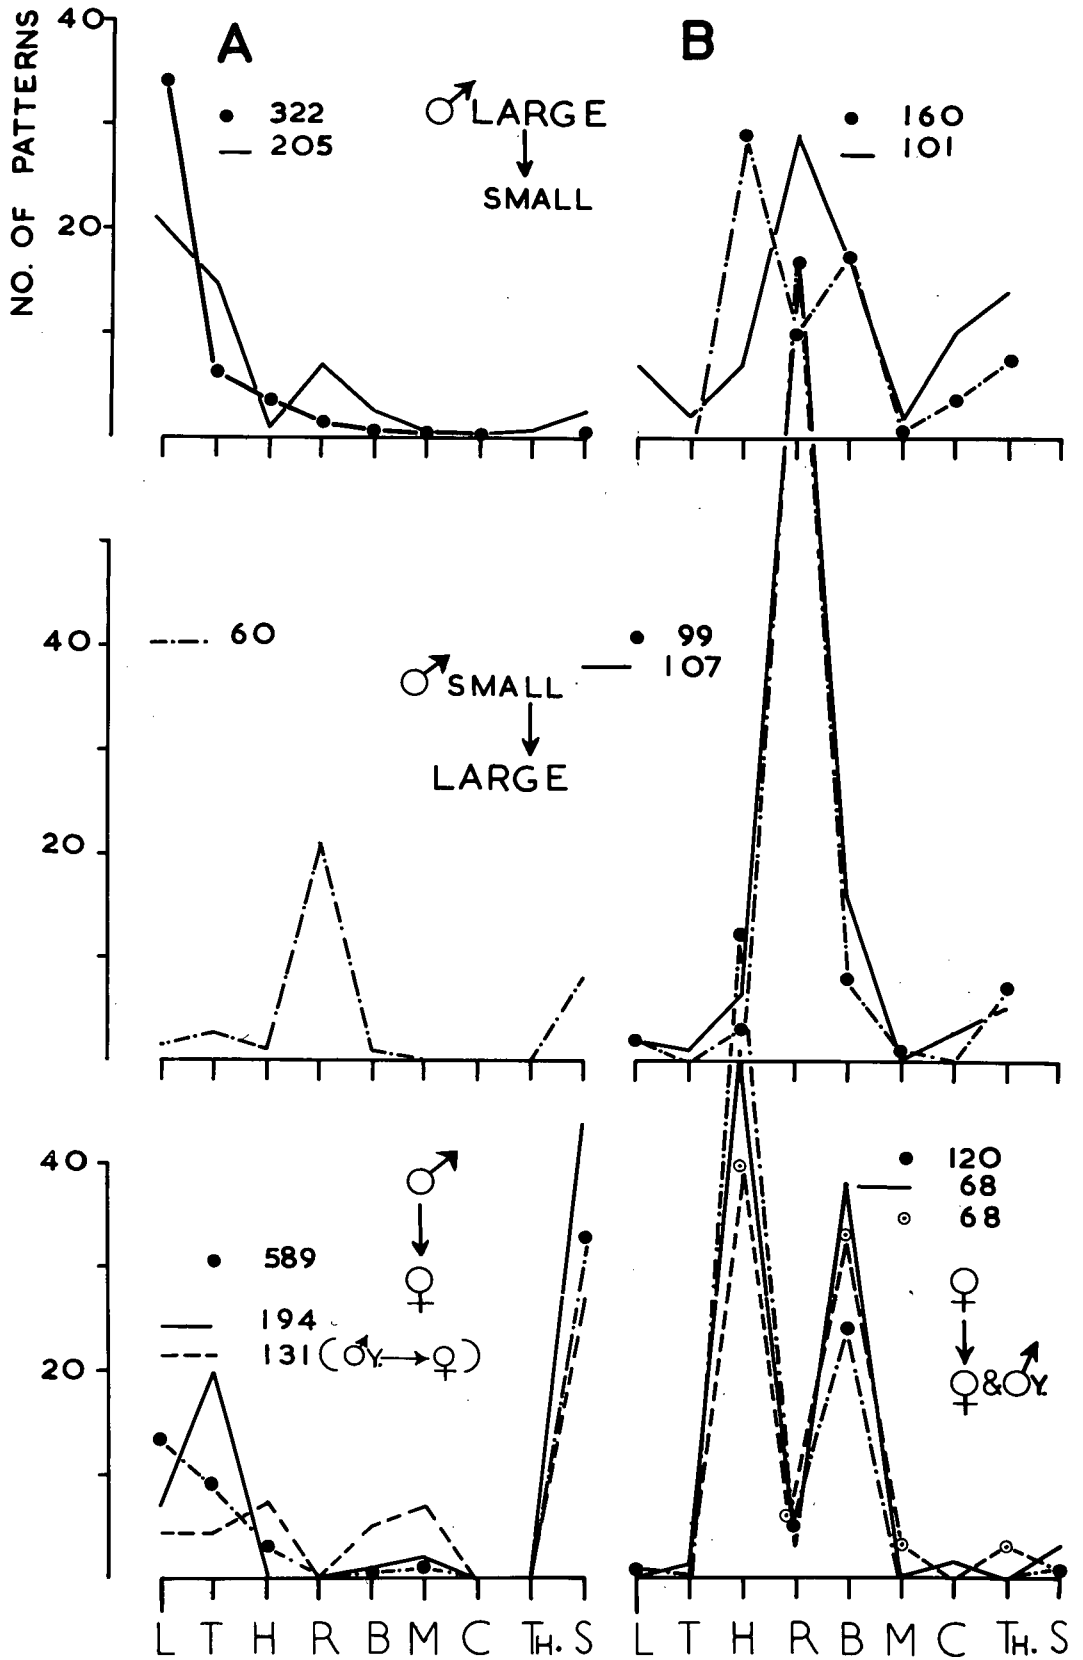 NO. OF PATTERNS
40
20
A
322
205
♂ LARGE
↓
SMALL
B
160
101
40
20
60
♂ SMALL
↓
LARGE
99
107
40
20
♂
↓
♀
589
194
131 (♂Y. → ♀)
120
68
68
♀
↓
♀ & ♂Y.
L T H R B M C TH. S
L T H R B M C TH. S